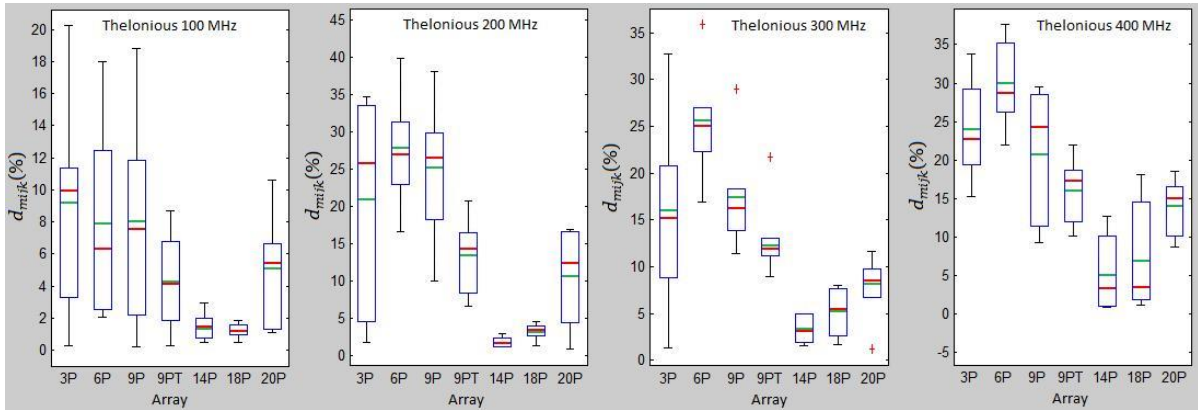 Thelonious 100 MHz
d_mijk(%)
20
18
16
14
12
10
8
6
4
2
0
3P 6P 9P 9PT 14P 18P 20P
Array
Thelonious 200 MHz
d_mijk(%)
45
40
35
30
25
20
15
10
5
0
3P 6P 9P 9PT 14P 18P 20P
Array
Thelonious 300 MHz
d_mijk(%)
35
30
25
20
15
10
5
0
3P 6P 9P 9PT 14P 18P 20P
Array
Thelonious 400 MHz
d_mijk(%)
35
30
25
20
15
10
5
0
-5
3P 6P 9P 9PT 14P 18P 20P
Array